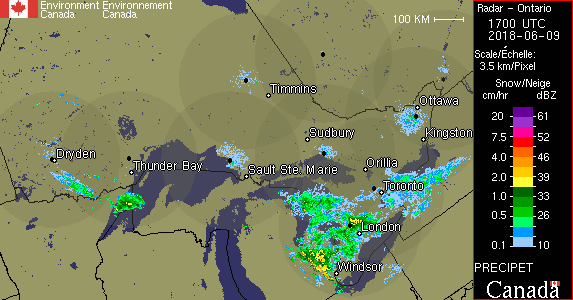 Environment Environnement
Canada Canada
100 KM
Timmins
Ottawa
Sudbury
Kingston
Dryden
Thunder Bay
Sault Ste. Marie
Orillia
Toronto
London
Windsor
Radar - Ontario
1700 UTC
2018-06-09
Scale/Échelle:
3.5 km/Pixel
Snow/Neige
cm/hr dBZ
20 61
7.5 52
4.0 46
2.0 39
1.0 33
0.5 26
0.1 10
PRECIPET
Canada